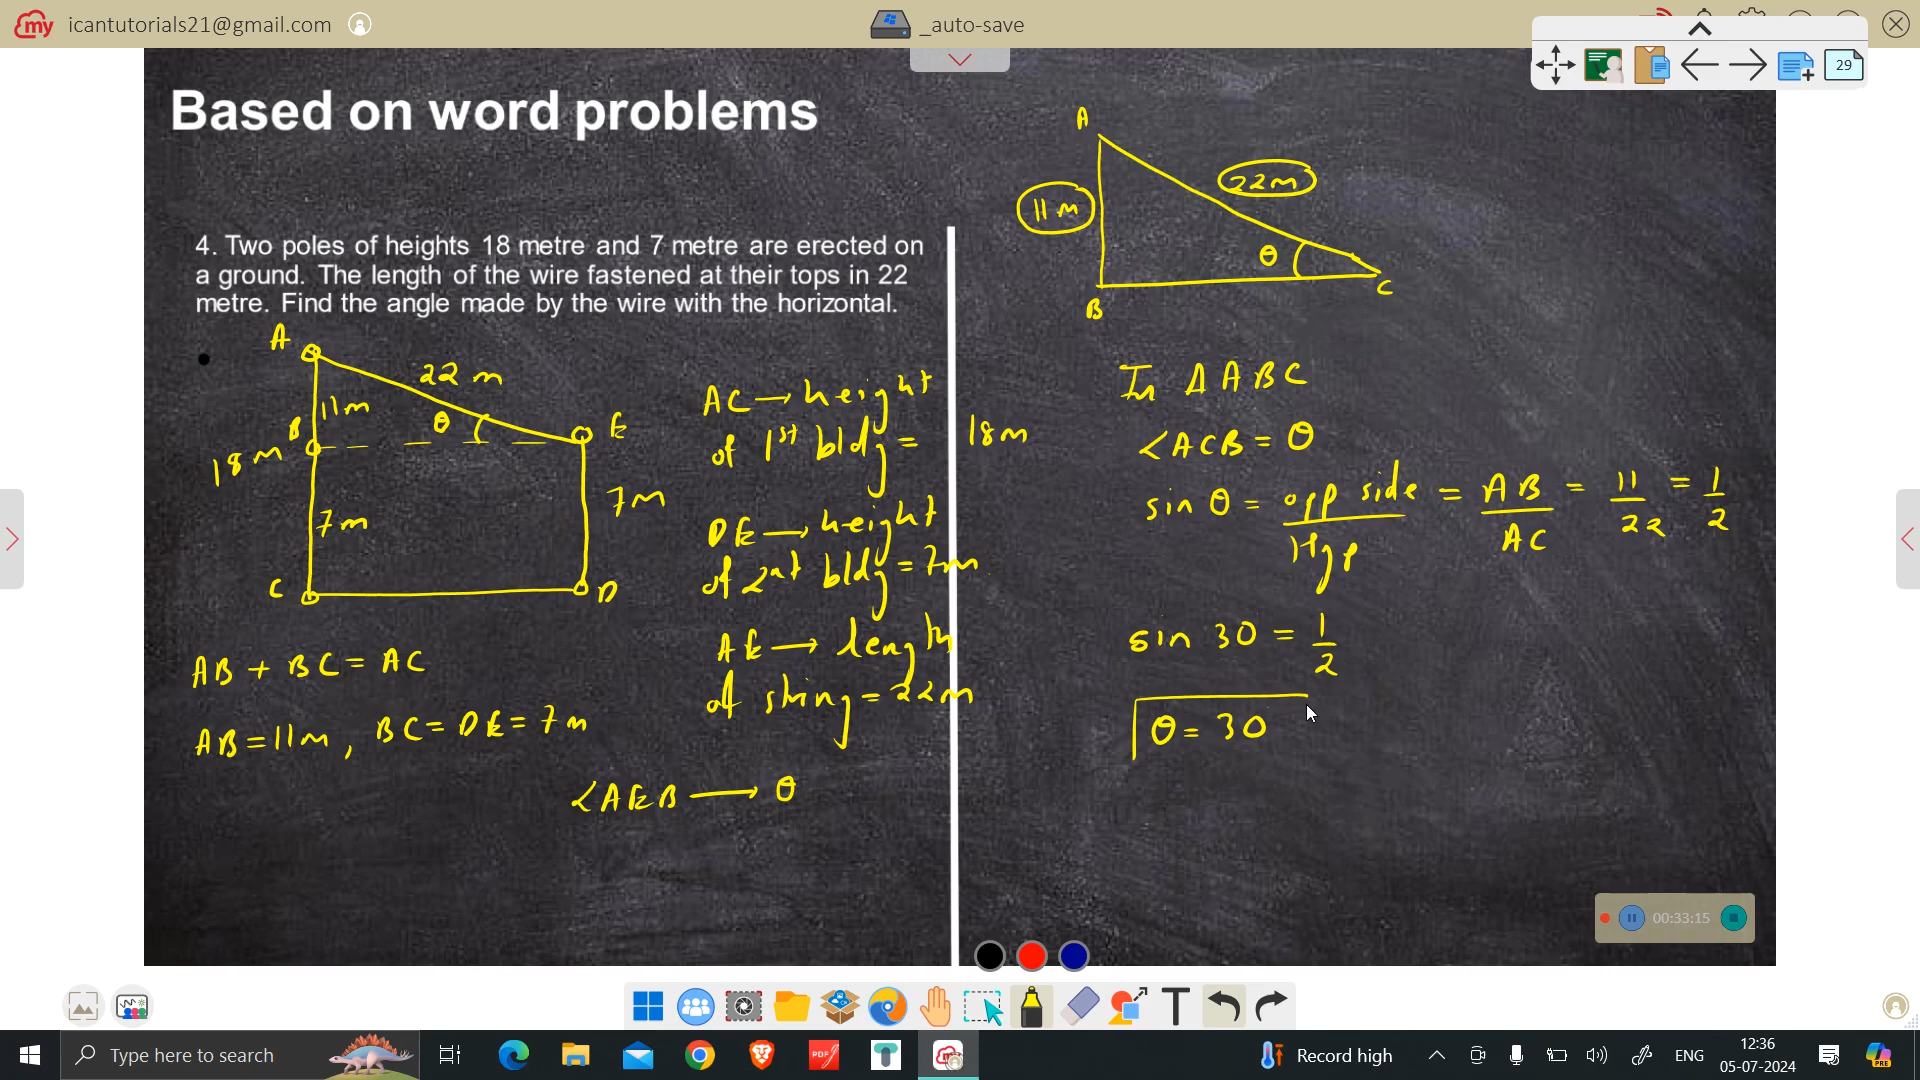 my icantutorials21@gmail.com
_auto-save
29
Based on word problems
4. Two poles of heights 18 metre and 7 metre are erected on
a ground. The length of the wire fastened at their tops in 22
metre. Find the angle made by the wire with the horizontal.
A
22 m
11m
θ
B
E
18 m
7m
7m
C
D
AB + BC = AC
AB = 11m, BC = DE = 7m
∠AEB → θ
AC → height
of 1st bldg = 18m
DE → height
of 2nd bldg = 7m
AE → length
of string = 22m
A
22m
11m
θ
B
C
In Δ ABC
∠ACB = θ
sin θ = opp side / Hyp = AB / AC = 11 / 22 = 1 / 2
sin 30 = 1 / 2
θ = 30
00:33:15
Type here to search
PDF
Record high
ENG
12:36
05-07-2024
PRE